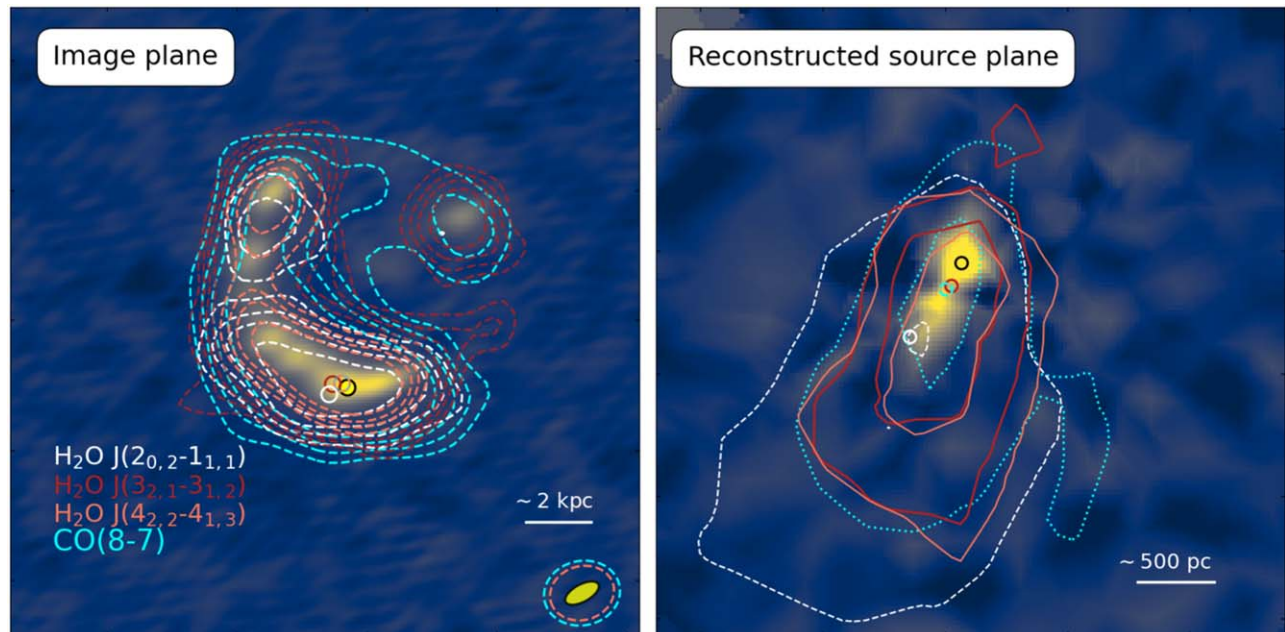 Image plane
H₂O J(2₀,₂-1₁,₁)
H₂O J(3₂,₁-3₁,₂)
H₂O J(4₂,₂-4₁,₃)
CO(8-7)
~ 2 kpc
Reconstructed source plane
~ 500 pc